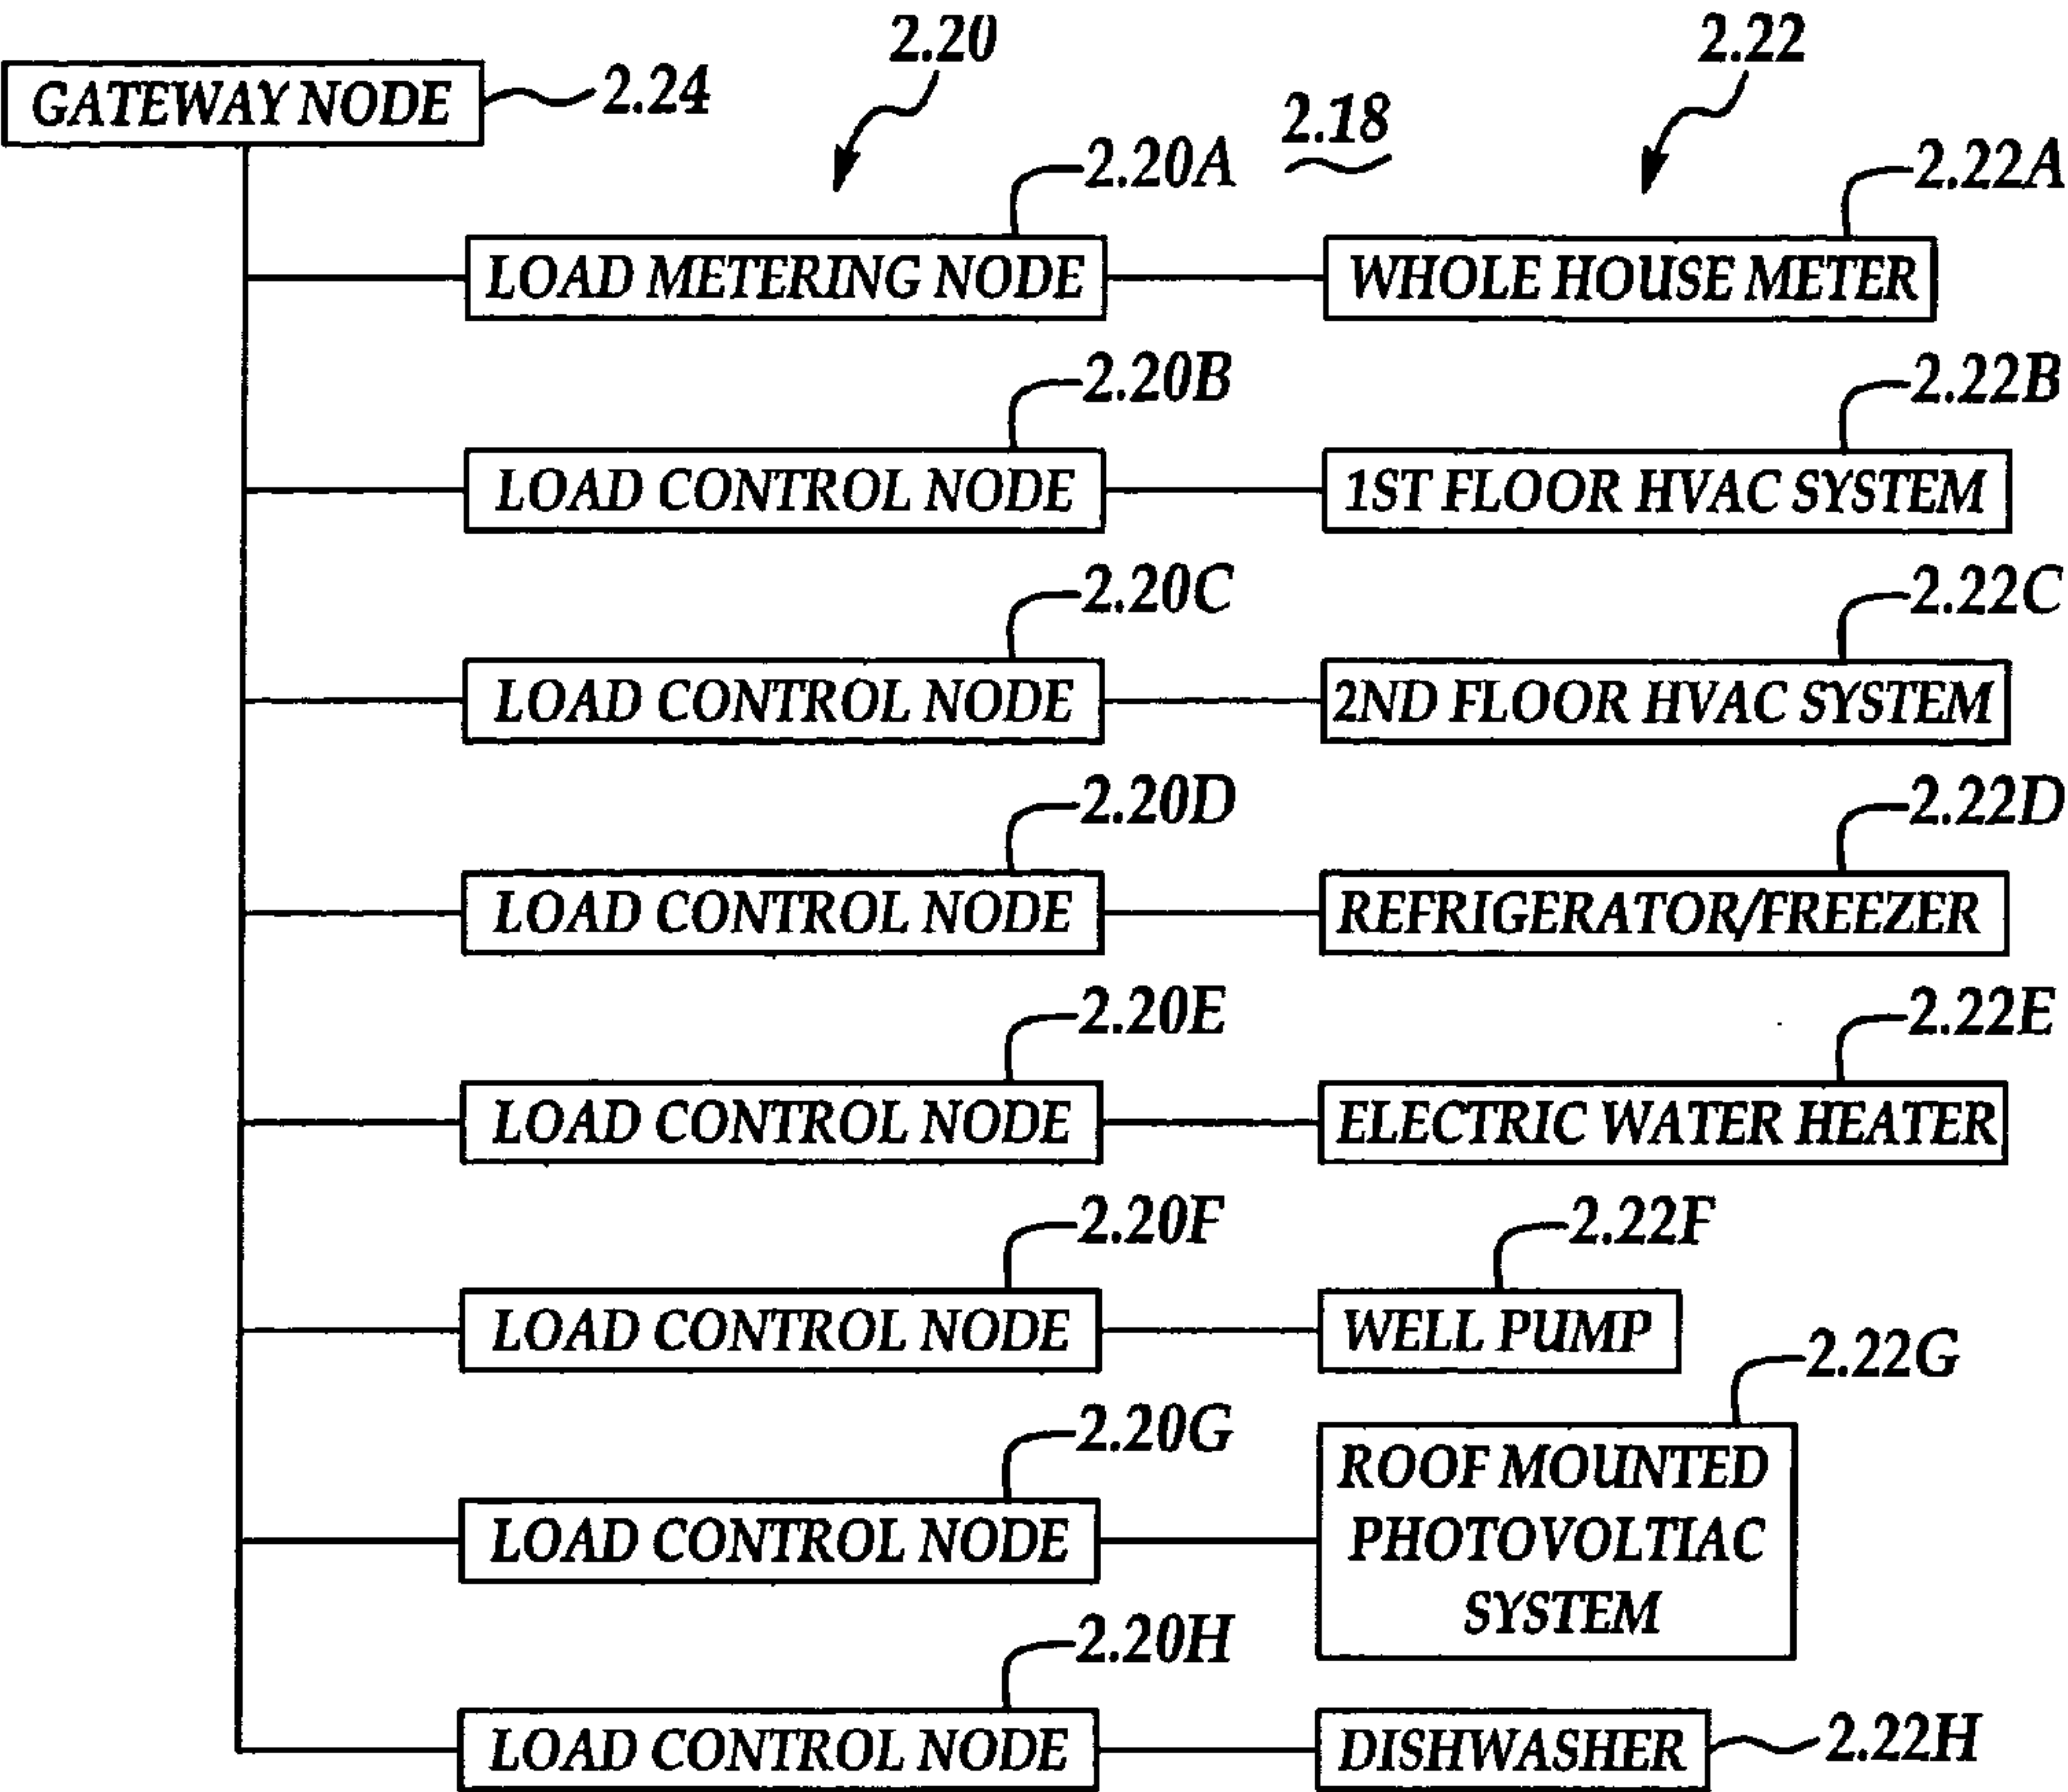 2.20
2.22
GATEWAY NODE
2.24
2.18
2.20A
2.22A
LOAD METERING NODE
WHOLE HOUSE METER
2.20B
2.22B
LOAD CONTROL NODE
1ST FLOOR HVAC SYSTEM
2.20C
2.22C
LOAD CONTROL NODE
2ND FLOOR HVAC SYSTEM
2.20D
2.22D
LOAD CONTROL NODE
REFRIGERATOR/FREEZER
2.20E
2.22E
LOAD CONTROL NODE
ELECTRIC WATER HEATER
2.20F
2.22F
LOAD CONTROL NODE
WELL PUMP
2.22G
2.20G
LOAD CONTROL NODE
ROOF MOUNTED
PHOTOVOLTIAC
SYSTEM
2.20H
LOAD CONTROL NODE
DISHWASHER
2.22H